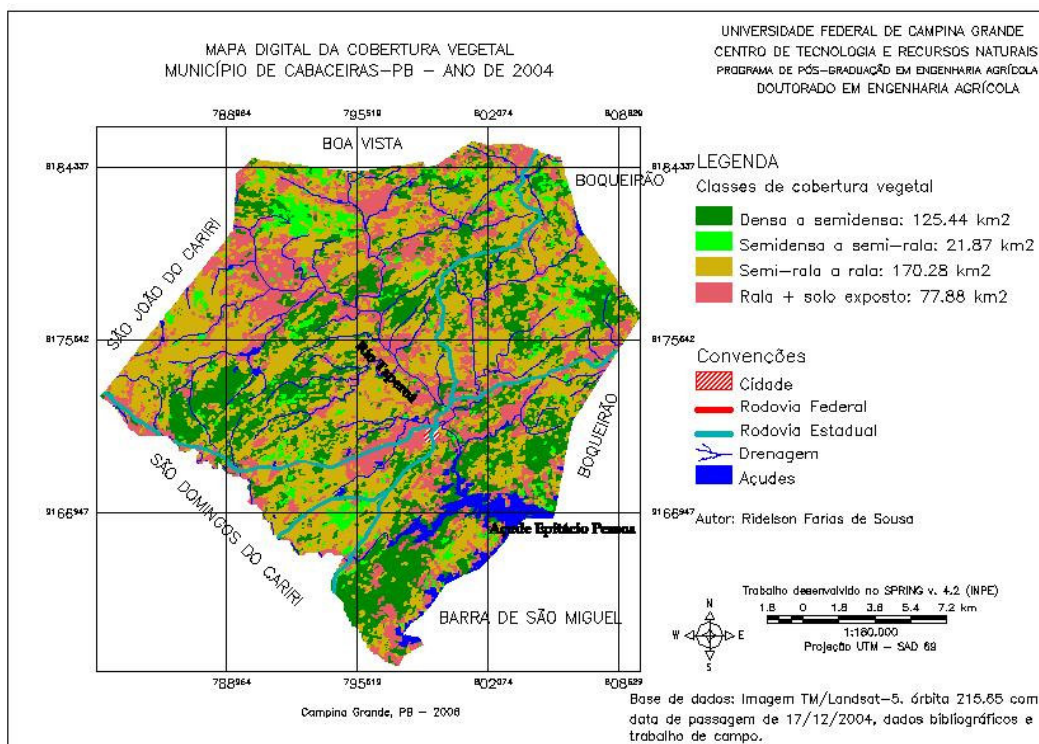 MAPA DIGITAL DA COBERTURA VEGETAL
MUNICÍPIO DE CABACEIRAS-PB - ANO DE 2004
UNIVERSIDADE FEDERAL DE CAMPINA GRANDE
CENTRO DE TECNOLOGIA E RECURSOS NATURAIS
PROGRAMA DE PÓS-GRADUAÇÃO EM ENGENHARIA AGRÍCOLA
DOUTORADO EM ENGENHARIA AGRÍCOLA
788964 795519 802074 808629
BOA VISTA
BOQUEIRÃO
8184337 8184337
SÃO JOÃO DO CARIRI
8175642 8175642
Rio Taperoá
BOQUEIRÃO
SÃO DOMINGOS DO CARIRI
9166947 9166947
Açude Epitácio Pessoa
BARRA DE SÃO MIGUEL
788964 795519 802074 808629
Campina Grande, PB - 2006
LEGENDA
Classes de cobertura vegetal
Densa a semidensa: 125.44 km2
Semidensa a semi-rala: 21.87 km2
Semi-rala a rala: 170.28 km2
Rala + solo exposto: 77.88 km2
Convenções
Cidade
Rodovia Federal
Rodovia Estadual
Drenagem
Açudes
Autor: Ridelson Farias de Sousa
Trabalho desenvolvido no SPRING v. 4.2 (INPE)
1.8 0 1.8 3.6 5.4 7.2 km
1:180.000
Projeção UTM - SAD 69
N
W E
S
Base de dados: Imagem TM/Landsat-5. órbita 215.65 com
data de passagem de 17/12/2004, dados bibliográficos e
trabalho de campo.